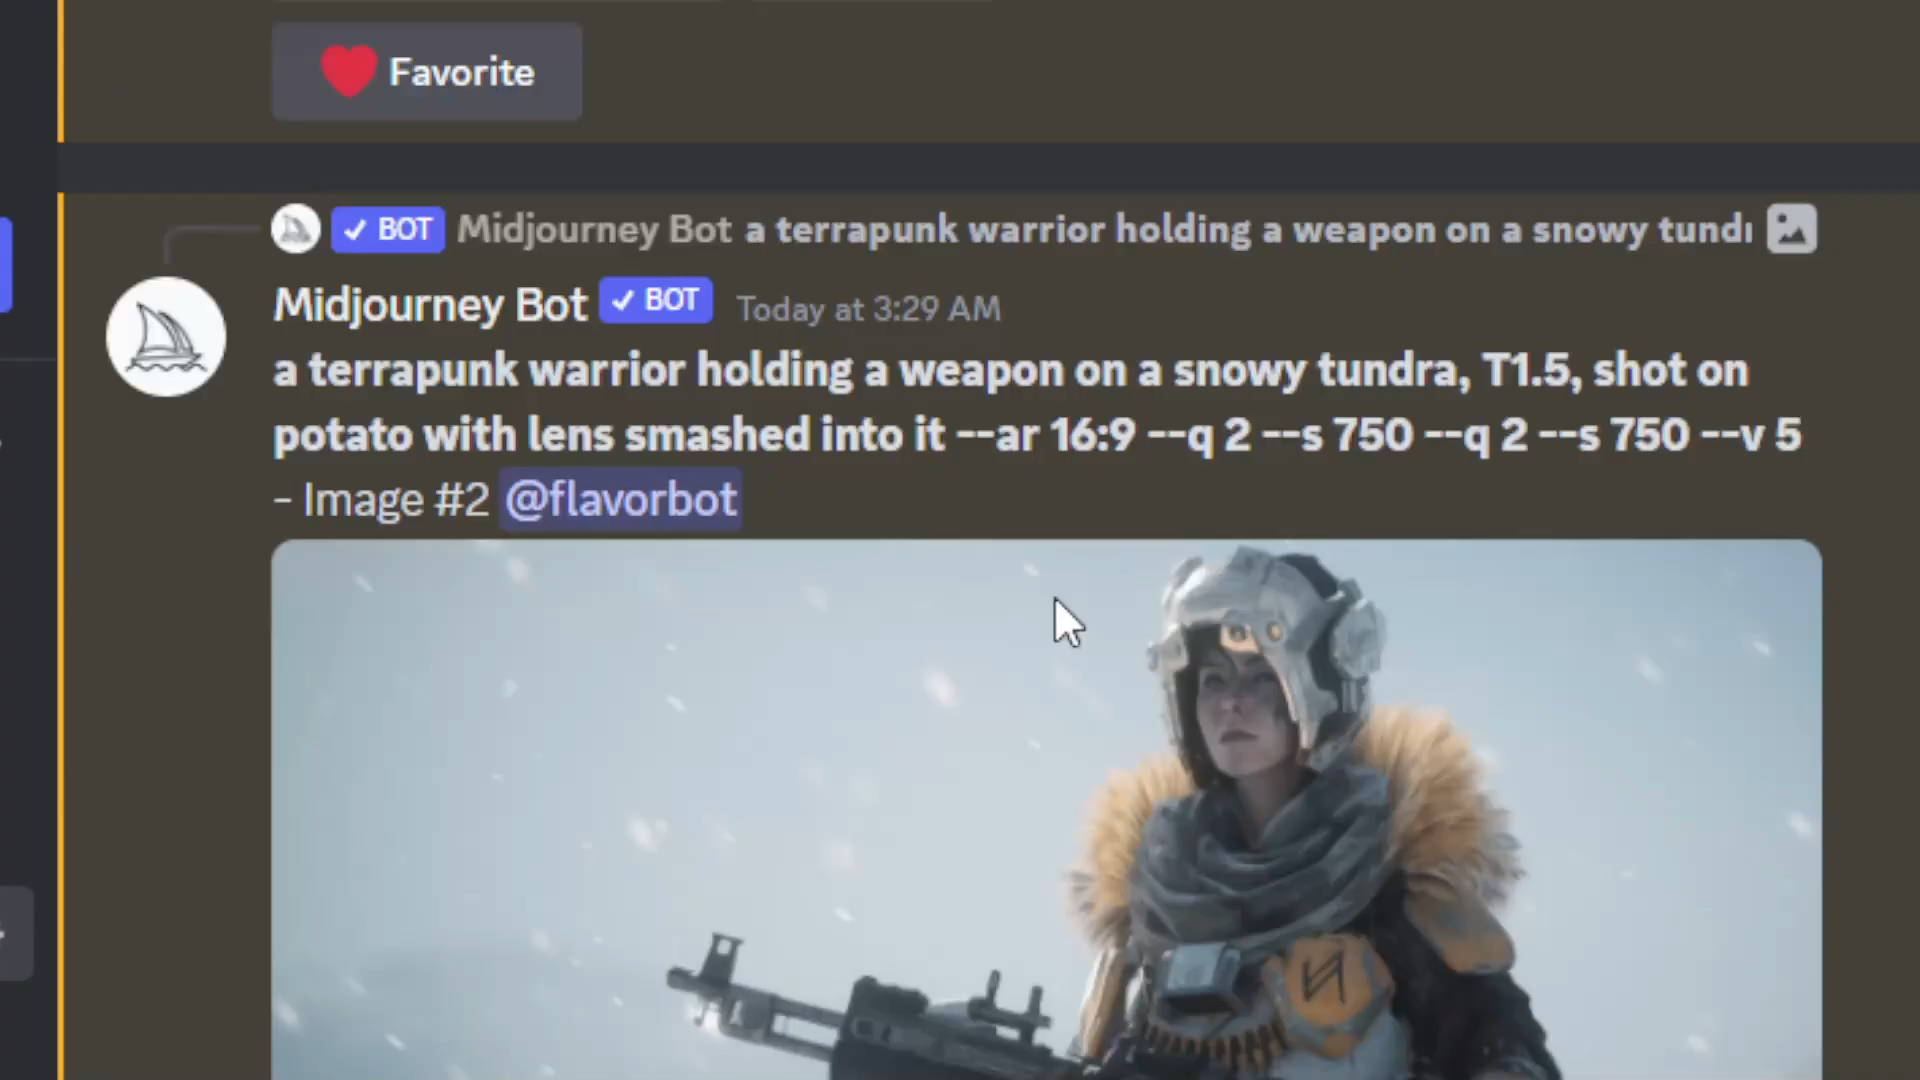 Favorite
BOT Midjourney Bot a terrapunk warrior holding a weapon on a snowy
Midjourney Bot BOT Today at 3:29 AM
a terrapunk warrior holding a weapon on a snowy tundra, T1.5, shot on
potato with lens smashed into it --ar 16:9 --q 2 --s 750 --q 2 --s 750 --v 5
- Image #2 @flavorbot